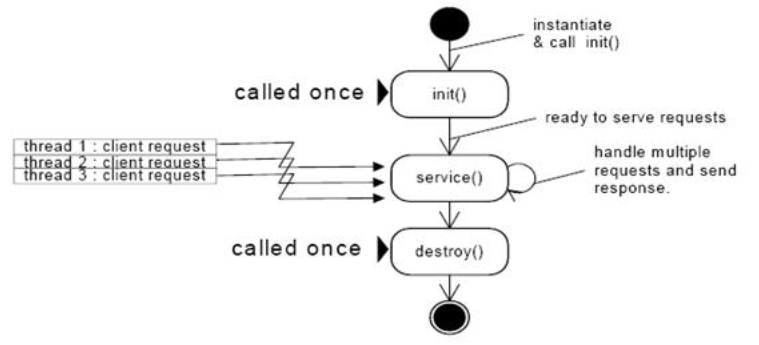 instantiate
& call init()
called once
init()
ready to serve requests
thread 1 : client request
thread 2 : client request
thread 3 : client request
service()
handle multiple
requests and send
response.
called once
destroy()